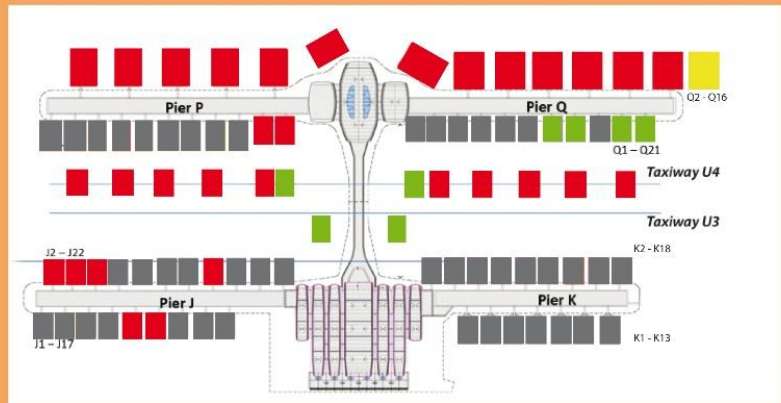 Q2 - Q16
Pier P
Pier Q
Q1 – Q21
Taxiway U4
Taxiway U3
J2 – J22
K2 - K18
Pier J
Pier K
J1 – J17
K1 - K13